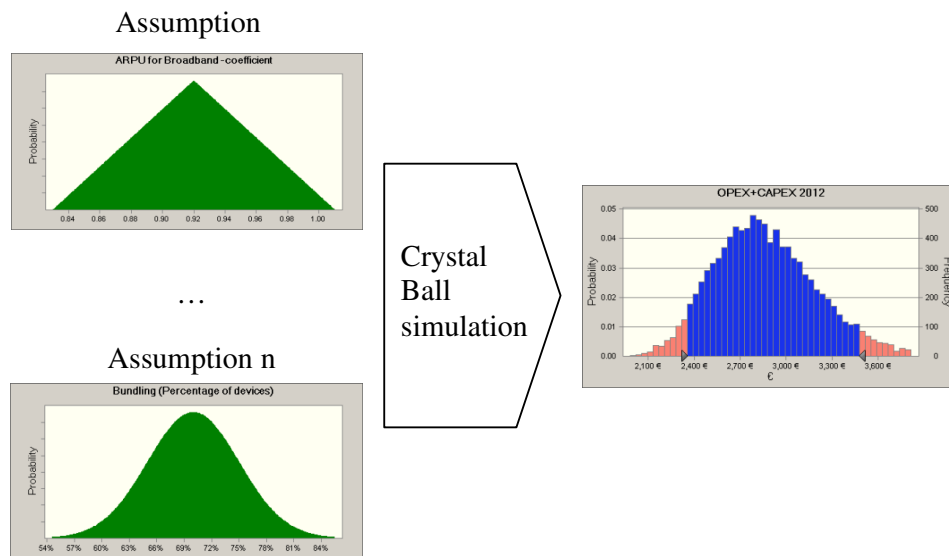 Assumption
ARPU for Broadband -coefficient
Probability
0.84 0.86 0.88 0.90 0.92 0.94 0.96 0.98 1.00
...
Assumption n
Bundling (Percentage of devices)
Probability
54% 57% 60% 63% 66% 69% 72% 75% 78% 81% 84%
Crystal
Ball
simulation
OPEX+CAPEX 2012
0.05
0.04
0.03
0.02
0.01
0.00
Probability
500
400
300
200
100
0
Frequency
2,100 € 2,400 € 2,700 € 3,000 € 3,300 € 3,600 €
€